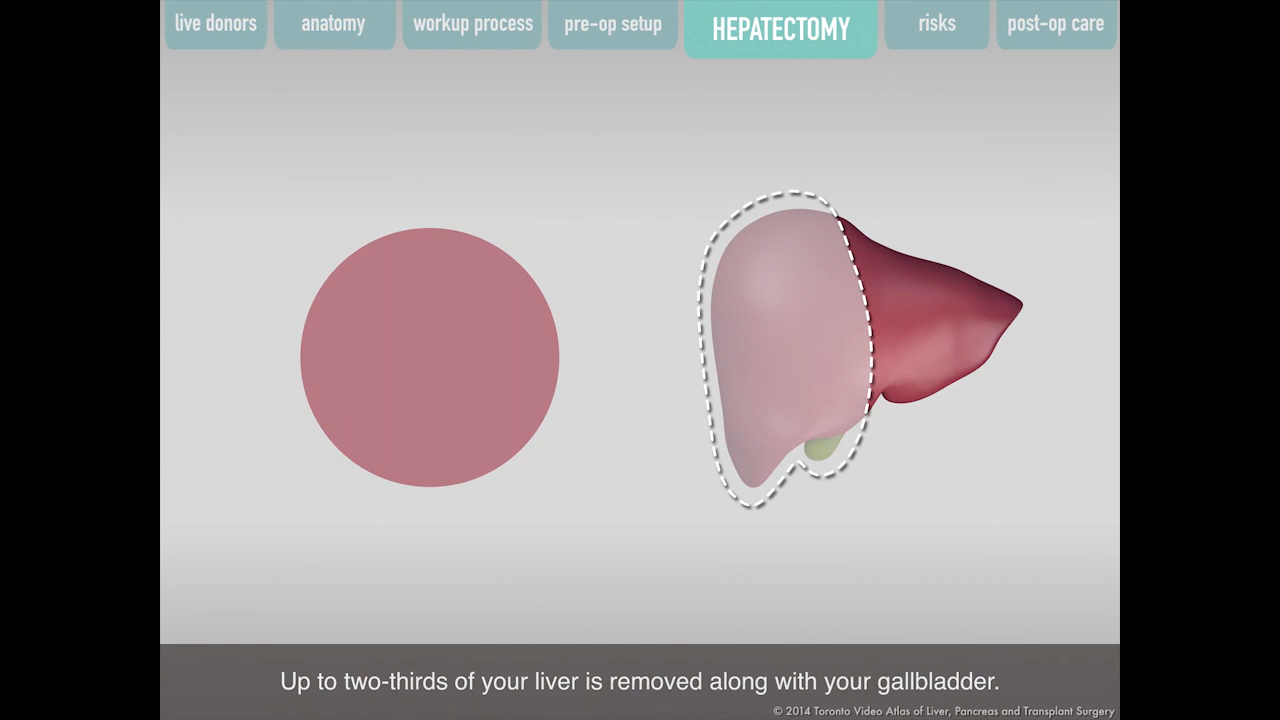 live donors
anatomy
workup process
pre-op setup
HEPATECTOMY
risks
post-op care
Up to two-thirds of your liver is removed along with your gallbladder.
© 2014 Toronto Video Atlas of Liver, Pancreas and Transplant Surgery